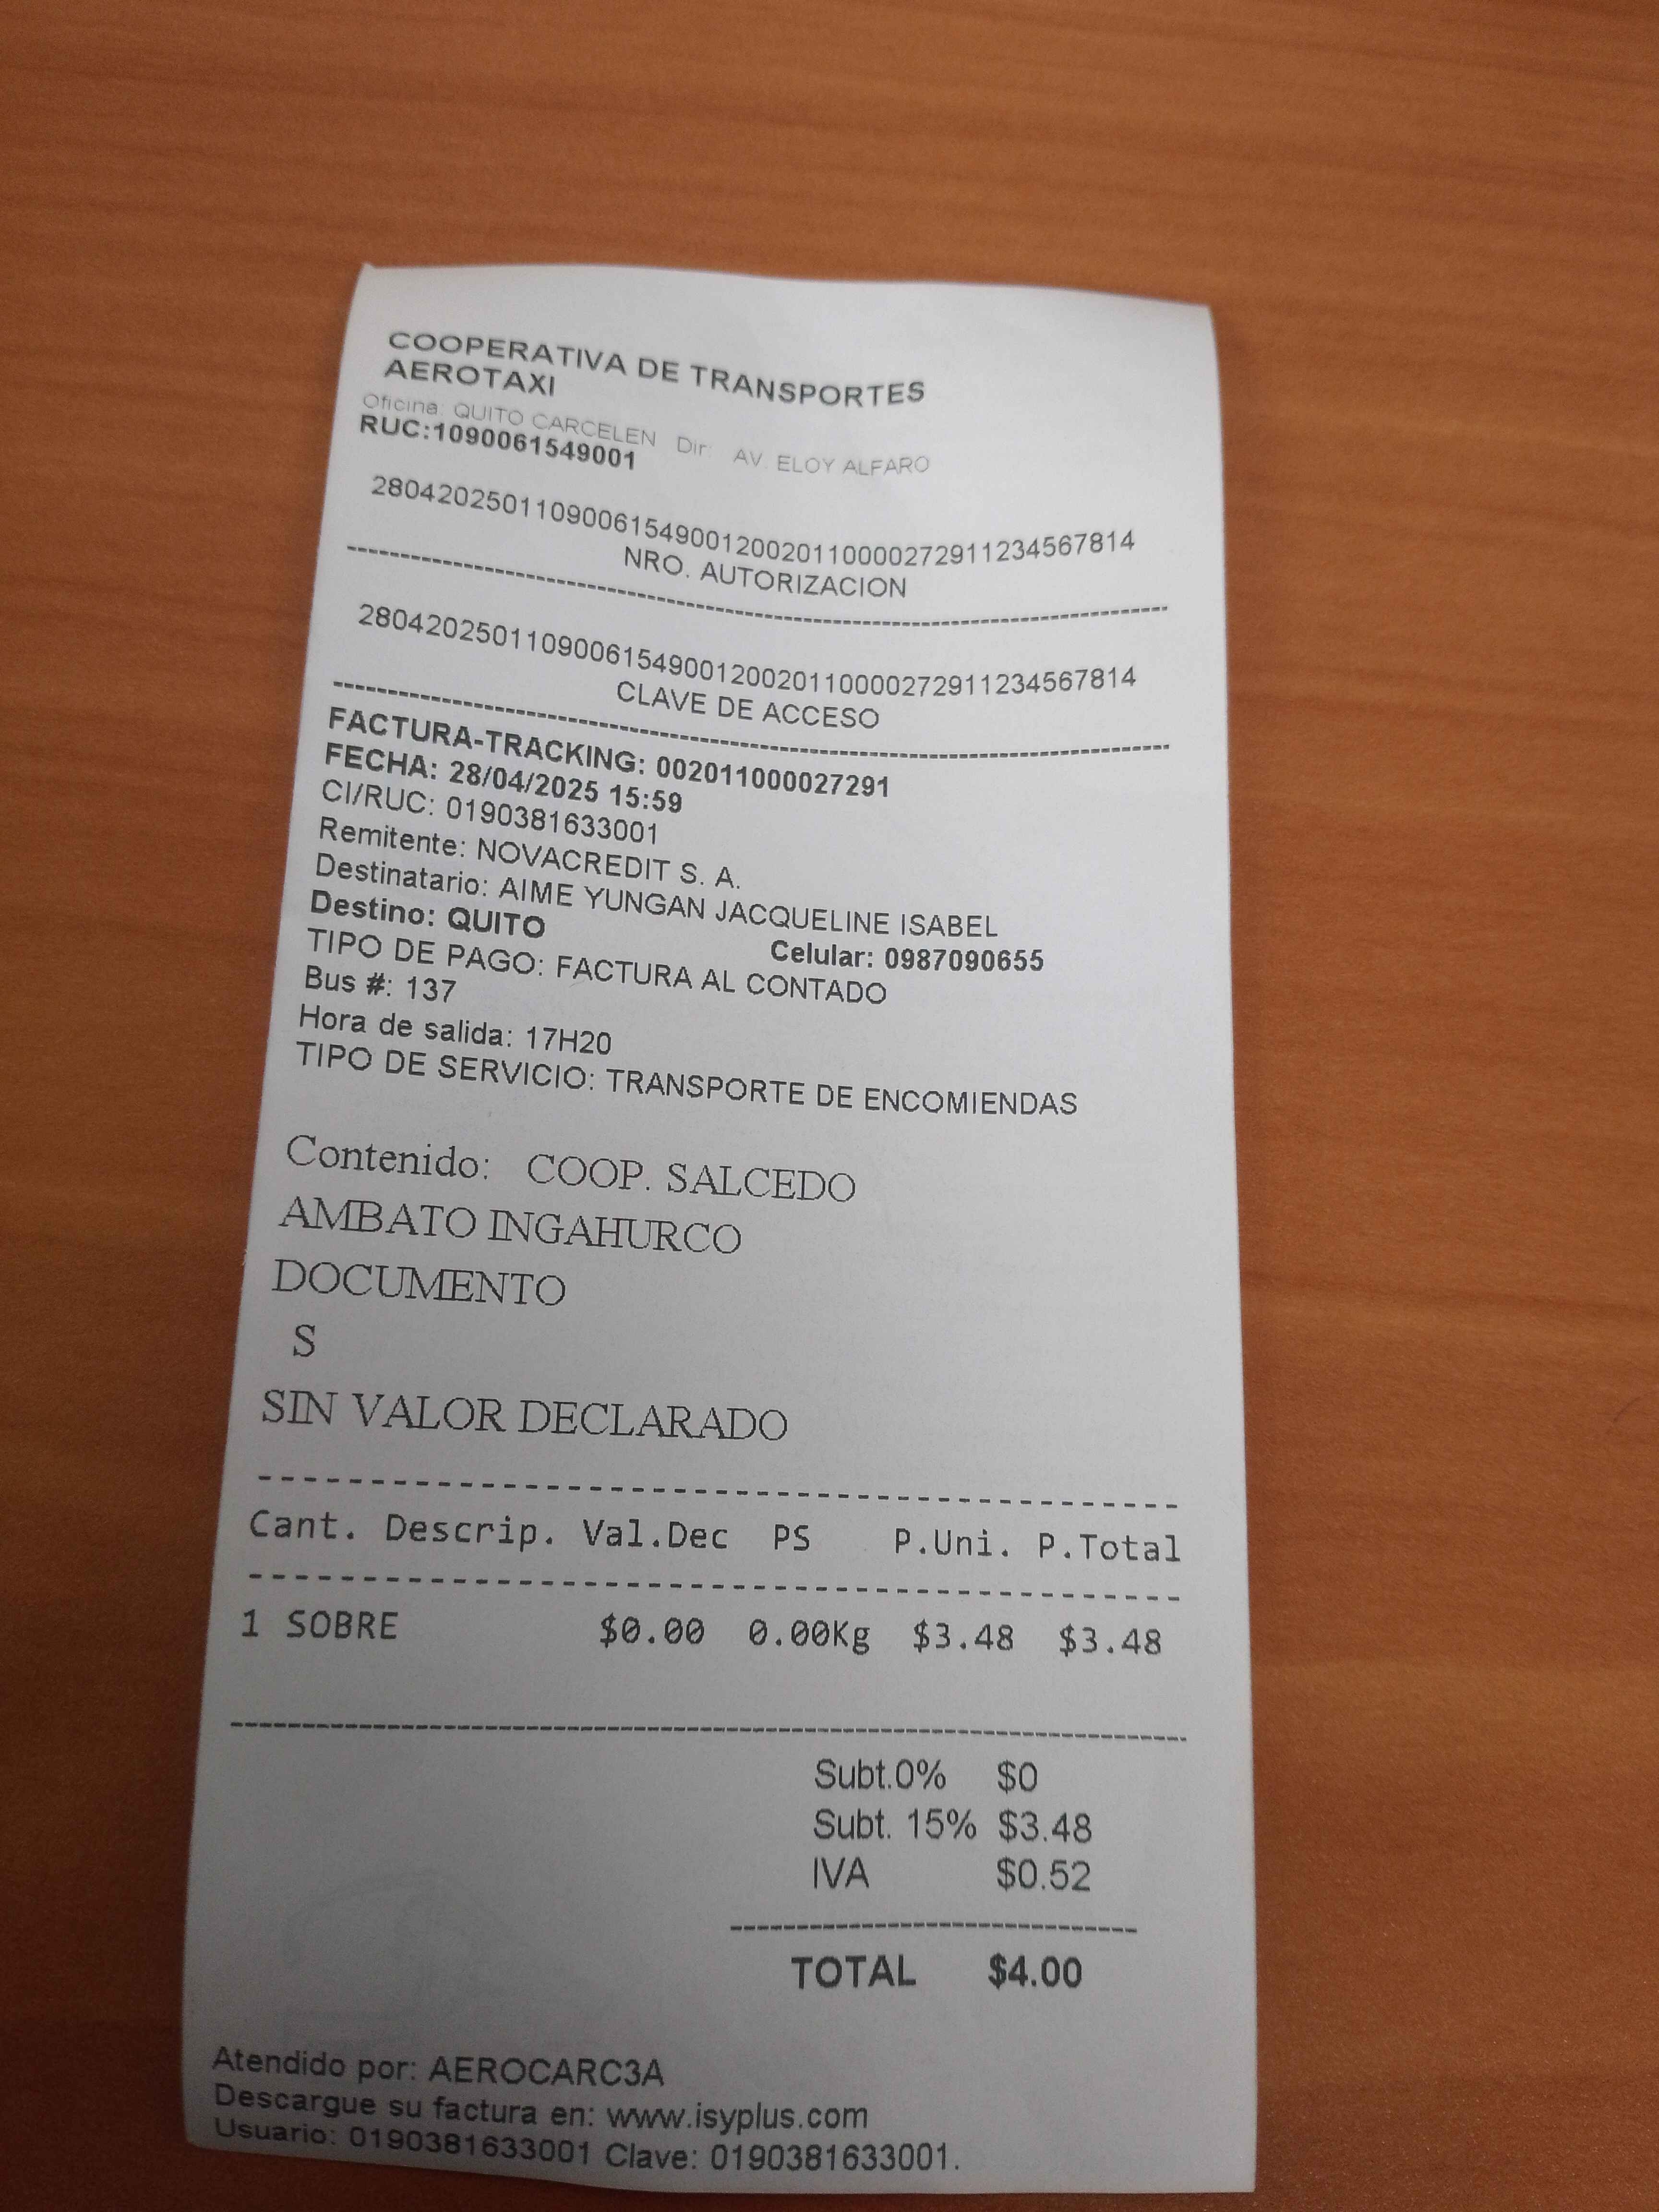 COOPERATIVA DE TRANSPORTES
AEROTAXI
Oficina: QUITO CARCELEN Dir: AV. ELOY ALFARO
RUC:1090061549001
2804202501109006154900120020110000272911234567814
NRO. AUTORIZACION
2804202501109006154900120020110000272911234567814
CLAVE DE ACCESO
FACTURA-TRACKING: 002011000027291
FECHA: 28/04/2025 15:59
CI/RUC: 0190381633001
Remitente: NOVACREDIT S. A.
Destinatario: AIME YUNGAN JACQUELINE ISABEL
Destino: QUITO Celular: 0987090655
TIPO DE PAGO: FACTURA AL CONTADO
Bus #: 137
Hora de salida: 17H20
TIPO DE SERVICIO: TRANSPORTE DE ENCOMIENDAS
Contenido: COOP. SALCEDO
AMBATO INGAHURCO
DOCUMENTO
S
SIN VALOR DECLARADO
Cant. Descrip. Val.Dec PS P.Uni. P.Total
1 SOBRE $0.00 0.00Kg $3.48 $3.48
Subt.0% $0
Subt. 15% $3.48
IVA $0.52
TOTAL $4.00
Atendido por: AEROCARC3A
Descargue su factura en: www.isyplus.com
Usuario: 0190381633001 Clave: 0190381633001.